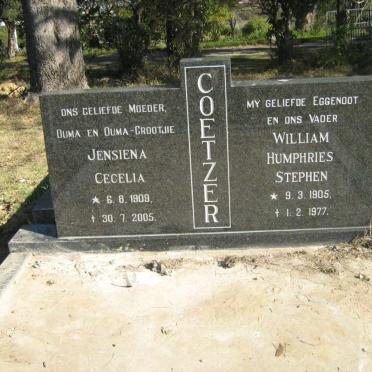 ONS GELIEFDE MOEDER,
OUMA EN OUMA-GROOTJIE
JENSIENA
CECELIA
* 6.8.1909.
† 30.7.2005.
COETZER
MY GELIEFDE EGGENOOT
EN ONS VADER
WILLIAM
HUMPHRIES
STEPHEN
* 9.3.1905.
† 1.2.1977.